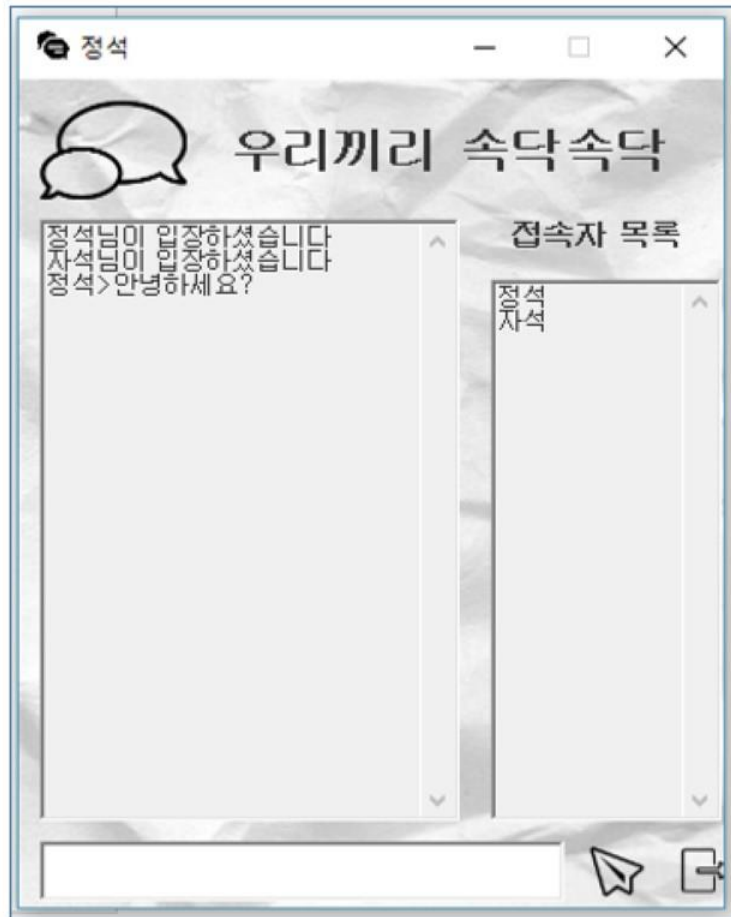 정석
우리끼리 속닥속닥
정석님이 입장하셨습니다
자석님이 입장하셨습니다
정석>안녕하세요?
접속자 목록
정석
자석